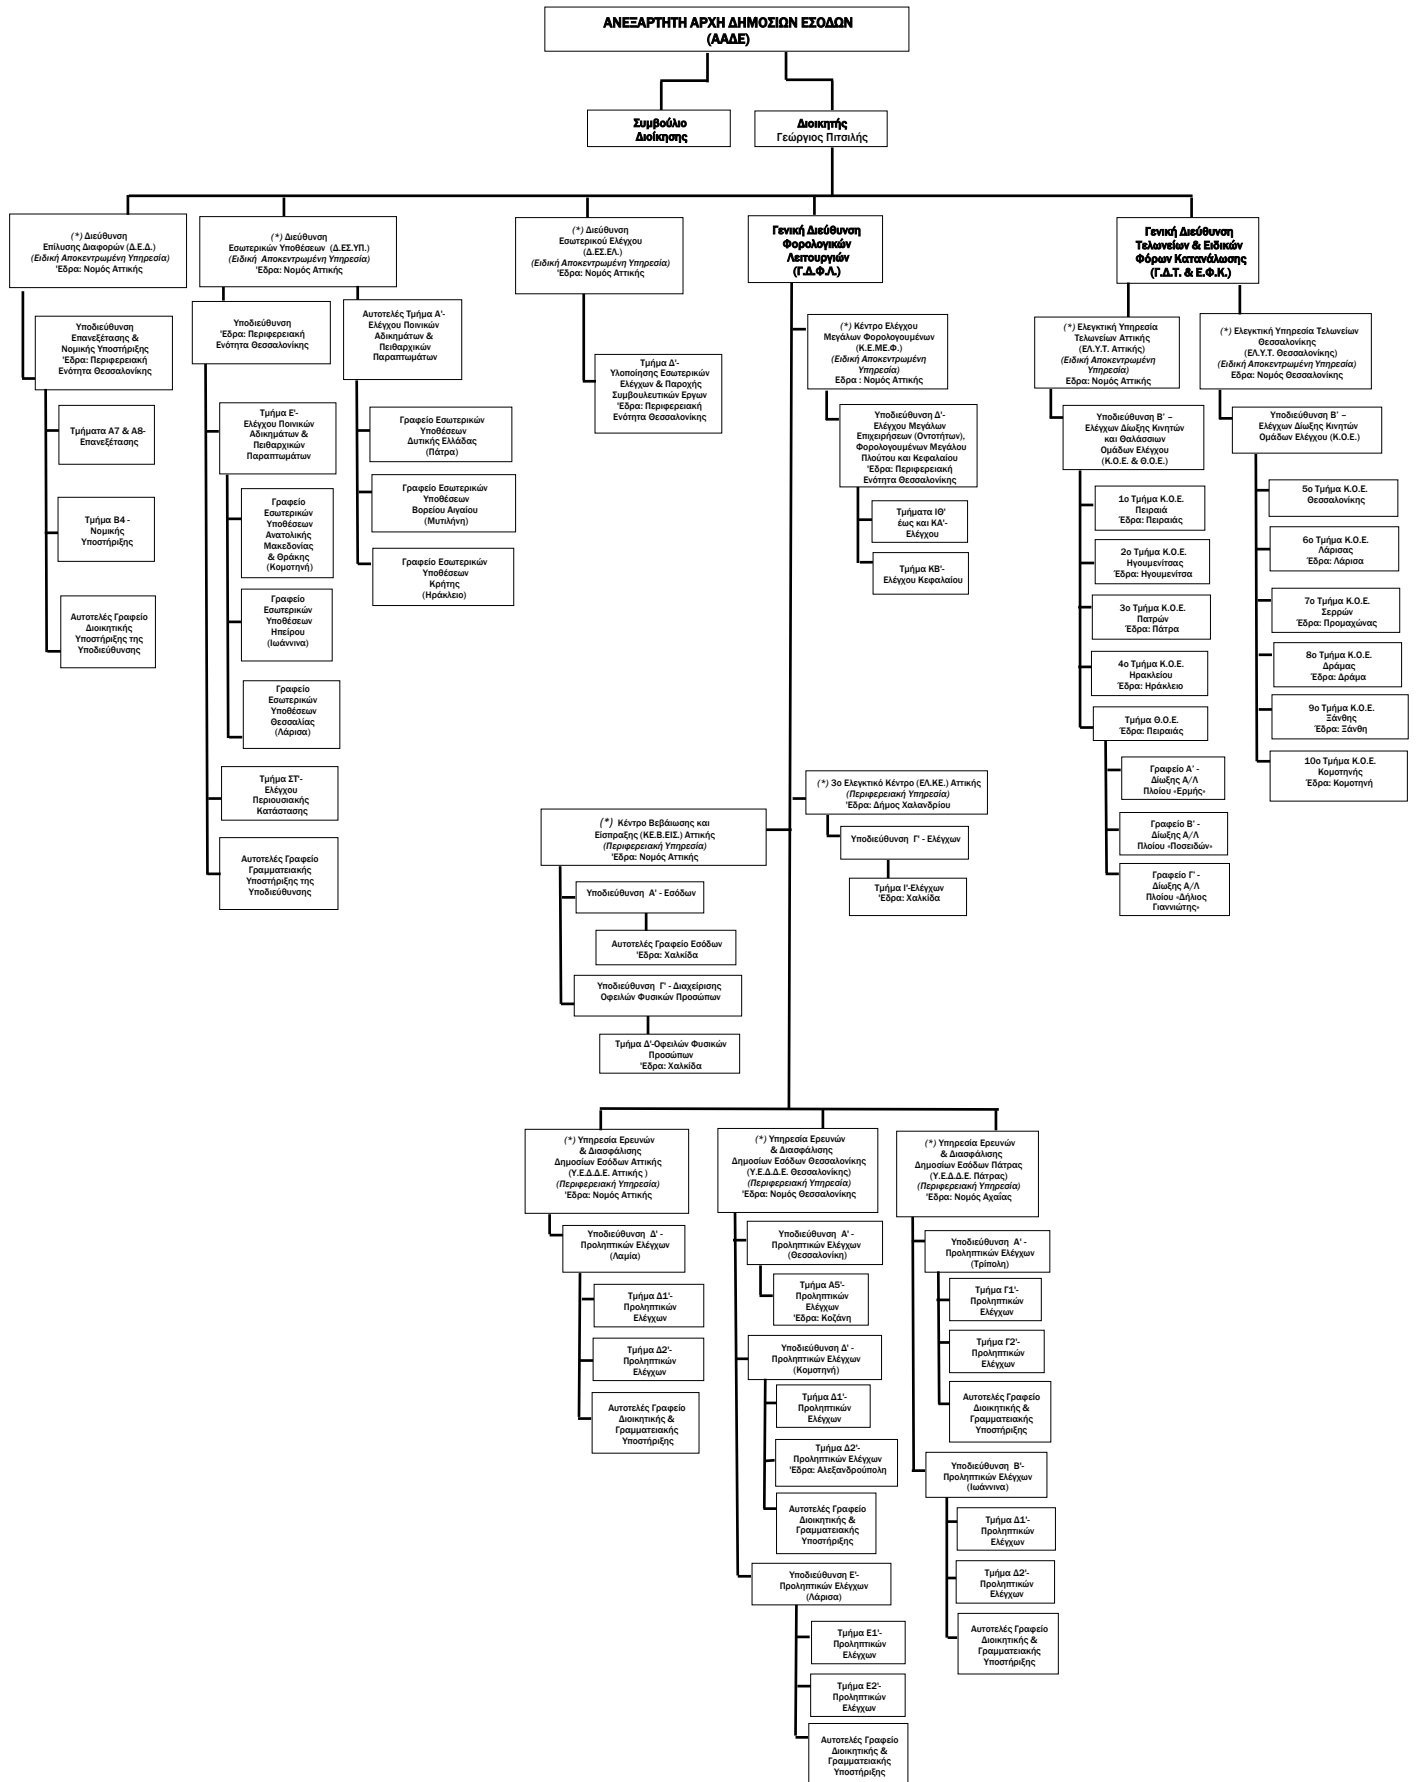 ΑΝΕΞΑΡΤΗΤΗ ΑΡΧΗ ΔΗΜΟΣΙΩΝ ΕΣΟΔΩΝ
(ΑΑΔΕ)
Συμβούλιο
Διοίκησης
Διοικητής
Γεώργιος Πιτσιλής
(*) Διεύθυνση
Επίλυσης Διαφορών (Δ.Ε.Δ.)
(Ειδική Αποκεντρωμένη Υπηρεσία)
Έδρα: Νομός Αττικής
Υποδιεύθυνση
Επανεξέτασης &
Νομικής Υποστήριξης
Έδρα: Περιφερειακή
Ενότητα Θεσσαλονίκης
Τμήματα Α7 & Α8-
Επανεξέτασης
Τμήμα Β4 -
Νομικής
Υποστήριξης
Αυτοτελές Γραφείο
Διοικητικής
Υποστήριξης της
Υποδιεύθυνσης
(*) Διεύθυνση
Εσωτερικών Υποθέσεων (Δ.ΕΣ.ΥΠ.)
(Ειδική Αποκεντρωμένη Υπηρεσία)
Έδρα: Νομός Αττικής
Υποδιεύθυνση
Έδρα: Περιφερειακή
Ενότητα Θεσσαλονίκης
Τμήμα Ε'-
Ελέγχου Ποινικών
Αδικημάτων &
Πειθαρχικών
Παραπτωμάτων
Γραφείο
Εσωτερικών
Υποθέσεων
Ανατολικής
Μακεδονίας
& Θράκης
(Κομοτηνή)
Γραφείο
Εσωτερικών
Υποθέσεων
Ηπείρου
(Ιωάννινα)
Γραφείο
Εσωτερικών
Υποθέσεων
Θεσσαλίας
(Λάρισα)
Τμήμα ΣΤ'-
Ελέγχου
Περιουσιακής
Κατάστασης
Αυτοτελές Γραφείο
Γραμματειακής
Υποστήριξης της
Υποδιεύθυνσης
Αυτοτελές Τμήμα Α'-
Ελέγχου Ποινικών
Αδικημάτων &
Πειθαρχικών
Παραπτωμάτων
Γραφείο Εσωτερικών
Υποθέσεων
Δυτικής Ελλάδας
(Πάτρα)
Γραφείο Εσωτερικών
Υποθέσεων
Βορείου Αιγαίου
(Μυτιλήνη)
Γραφείο Εσωτερικών
Υποθέσεων
Κρήτης
(Ηράκλειο)
(*) Διεύθυνση
Εσωτερικού Ελέγχου
(Δ.ΕΣ.ΕΛ.)
(Ειδική Αποκεντρωμένη Υπηρεσία)
Έδρα: Νομός Αττικής
Τμήμα Δ'-
Υλοποίησης Εσωτερικών
Ελέγχων & Παροχής
Συμβουλευτικών Εργων
Έδρα: Περιφερειακή
Ενότητα Θεσσαλονίκης
Γενική Διεύθυνση
Φορολογικών
Λειτουργιών
(Γ.Δ.Φ.Λ.)
(*) Κέντρο Ελέγχου
Μεγάλων Φορολογουμένων
(Κ.Ε.ΜΕ.Φ.)
(Ειδική Αποκεντρωμένη
Υπηρεσία)
Εδρα : Νομός Αττικής
Υποδιεύθυνση Δ'-
Ελέγχου Μεγάλων
Επιχειρήσεων (Οντοτήτων),
Φορολογουμένων Μεγάλου
Πλούτου και Κεφαλαίου
Έδρα: Περιφερειακή
Ενότητα Θεσσαλονίκης
Τμήματα ΙΘ'
έως και ΚΑ'-
Ελέγχου
Τμήμα ΚΒ'-
Ελέγχου Κεφαλαίου
(*) 3ο Ελεγκτικό Κέντρο (ΕΛ.ΚΕ.) Αττικής
(Περιφερειακή Υπηρεσία)
Έδρα: Δήμος Χαλανδρίου
Υποδιεύθυνση Γ' - Ελέγχων
Τμήμα Ι'-Ελέγχων
Έδρα: Χαλκίδα
(*) Κέντρο Βεβαίωσης και
Είσπραξης (ΚΕ.Β.ΕΙΣ.) Αττικής
(Περιφερειακή Υπηρεσία)
Έδρα: Νομός Αττικής
Υποδιεύθυνση Α' - Εσόδων
Αυτοτελές Γραφείο Εσόδων
Έδρα: Χαλκίδα
Υποδιεύθυνση Γ' - Διαχείρισης
Οφειλών Φυσικών Προσώπων
Τμήμα Δ'-Οφειλών Φυσικών
Προσώπων
Έδρα: Χαλκίδα
Γενική Διεύθυνση
Τελωνείων & Ειδικών
Φόρων Κατανάλωσης
(Γ.Δ.Τ. & Ε.Φ.Κ.)
(*) Ελεγκτική Υπηρεσία
Τελωνείων Αττικής
(ΕΛ.Υ.Τ. Αττικής)
(Ειδική Αποκεντρωμένη
Υπηρεσία)
Εδρα: Νομός Αττικής
Υποδιεύθυνση Β' –
Ελέγχων Δίωξης Κινητών
και Θαλάσσιων
Ομάδων Ελέγχου
(Κ.Ο.Ε. & Θ.Ο.Ε.)
1ο Τμήμα Κ.Ο.Ε.
Πειραιά
Έδρα: Πειραιάς
2ο Τμήμα Κ.Ο.Ε.
Ηγουμενίτσας
Έδρα: Ηγουμενίτσα
3ο Τμήμα Κ.Ο.Ε.
Πατρών
Έδρα: Πάτρα
4ο Τμήμα Κ.Ο.Ε.
Ηρακλείου
Έδρα: Ηράκλειο
Τμήμα Θ.Ο.Ε.
Έδρα: Πειραιάς
Γραφείο Α' -
Δίωξης Α/Λ
Πλοίου «Ερμής»
Γραφείο Β' -
Δίωξης Α/Λ
Πλοίου «Ποσειδών»
Γραφείο Γ' -
Δίωξης Α/Λ
Πλοίου «Δήλιος
Γιαννιώτης»
(*) Ελεγκτική Υπηρεσία Τελωνείων
Θεσσαλονίκης
(ΕΛ.Υ.Τ. Θεσσαλονίκης)
(Ειδική Αποκεντρωμένη Υπηρεσία)
Εδρα: Νομός Θεσσαλονίκης
Υποδιεύθυνση Β' –
Ελέγχων Δίωξης Κινητών
Ομάδων Ελέγχου (Κ.Ο.Ε.)
5ο Τμήμα Κ.Ο.Ε.
Θεσσαλονίκης
6ο Τμήμα Κ.Ο.Ε.
Λάρισας
Έδρα: Λάρισα
7ο Τμήμα Κ.Ο.Ε.
Σερρών
Έδρα: Προμαχώνας
8ο Τμήμα Κ.Ο.Ε.
Δράμας
Έδρα: Δράμα
9ο Τμήμα Κ.Ο.Ε.
Ξάνθης
Έδρα: Ξάνθη
10ο Τμήμα Κ.Ο.Ε.
Κομοτηνής
Έδρα: Κομοτηνή
(*) Υπηρεσία Ερευνών
& Διασφάλισης
Δημοσίων Εσόδων Αττικής
(Υ.Ε.Δ.Δ.Ε. Αττικής )
(Περιφερειακή Υπηρεσία)
Έδρα: Νομός Αττικής
Υποδιεύθυνση Δ' -
Προληπτικών Ελέγχων
(Λαμία)
Τμήμα Δ1'-
Προληπτικών
Ελέγχων
Τμήμα Δ2'-
Προληπτικών
Ελέγχων
Αυτοτελές Γραφείο
Διοικητικής &
Γραμματειακής
Υποστήριξης
(*) Υπηρεσία Ερευνών
& Διασφάλισης
Δημοσίων Εσόδων Θεσσαλονίκης
(Υ.Ε.Δ.Δ.Ε. Θεσσαλονίκης)
(Περιφερειακή Υπηρεσία)
Έδρα: Νομός Θεσσαλονίκης
Υποδιεύθυνση Α' -
Προληπτικών Ελέγχων
(Θεσσαλονίκη)
Τμήμα Α5'-
Προληπτικών
Ελέγχων
Έδρα: Κοζάνη
Υποδιεύθυνση Δ' -
Προληπτικών Ελέγχων
(Κομοτηνή)
Τμήμα Δ1'-
Προληπτικών
Ελέγχων
Τμήμα Δ2'-
Προληπτικών Ελέγχων
Έδρα: Αλεξανδρούπολη
Αυτοτελές Γραφείο
Διοικητικής &
Γραμματειακής
Υποστήριξης
Υποδιεύθυνση Ε'-
Προληπτικών Ελέγχων
(Λάρισα)
Τμήμα Ε1'-
Προληπτικών
Ελέγχων
Τμήμα Ε2'-
Προληπτικών
Ελέγχων
Αυτοτελές Γραφείο
Διοικητικής &
Γραμματειακής
Υποστήριξης
(*) Υπηρεσία Ερευνών
& Διασφάλισης
Δημοσίων Εσόδων Πάτρας
(Υ.Ε.Δ.Δ.Ε. Πάτρας)
(Περιφερειακή Υπηρεσία)
Έδρα: Νομός Αχαΐας
Υποδιεύθυνση Α' -
Προληπτικών Ελέγχων
(Τρίπολη)
Τμήμα Γ1'-
Προληπτικών
Ελέγχων
Τμήμα Γ2'-
Προληπτικών
Ελέγχων
Αυτοτελές Γραφείο
Διοικητικής &
Γραμματειακής
Υποστήριξης
Υποδιεύθυνση Β'-
Προληπτικών Ελέγχων
(Ιωάννινα)
Τμήμα Δ1'-
Προληπτικών
Ελέγχων
Τμήμα Δ2'-
Προληπτικών
Ελέγχων
Αυτοτελές Γραφείο
Διοικητικής &
Γραμματειακής
Υποστήριξης